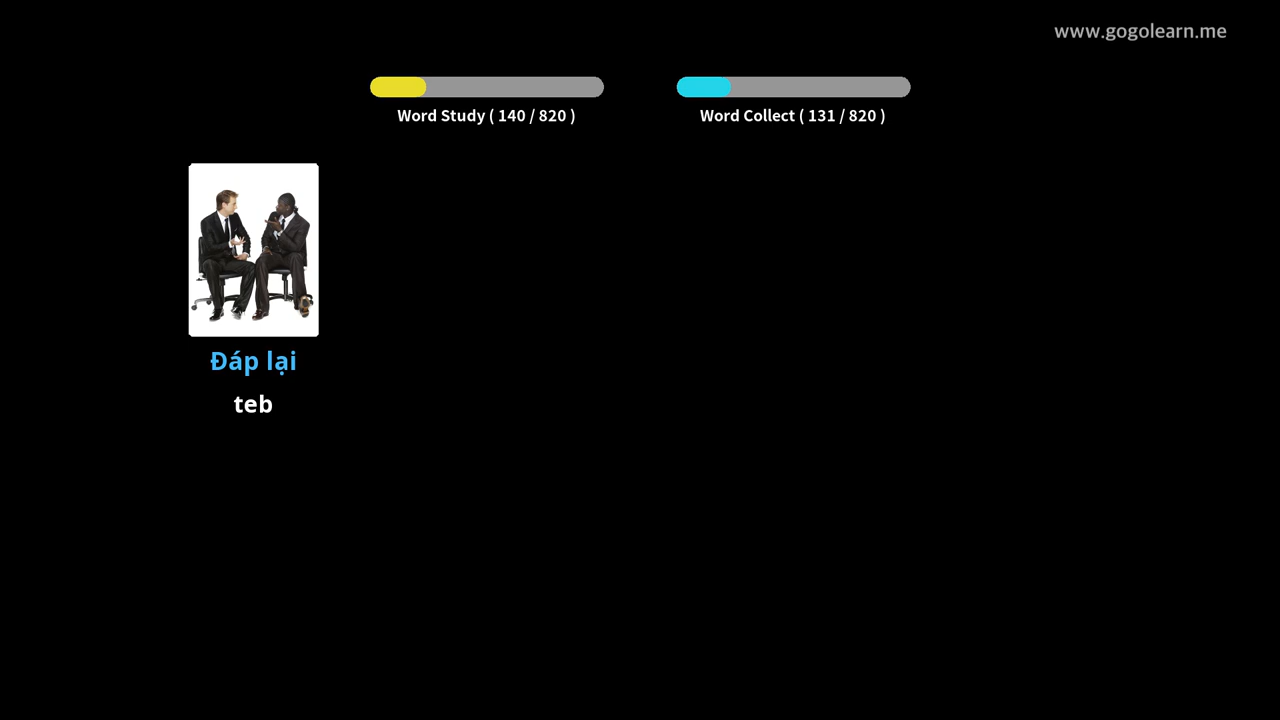 www.gogolearn.me
Word Study ( 140 / 820 )
Word Collect ( 131 / 820 )
Đáp lại
teb